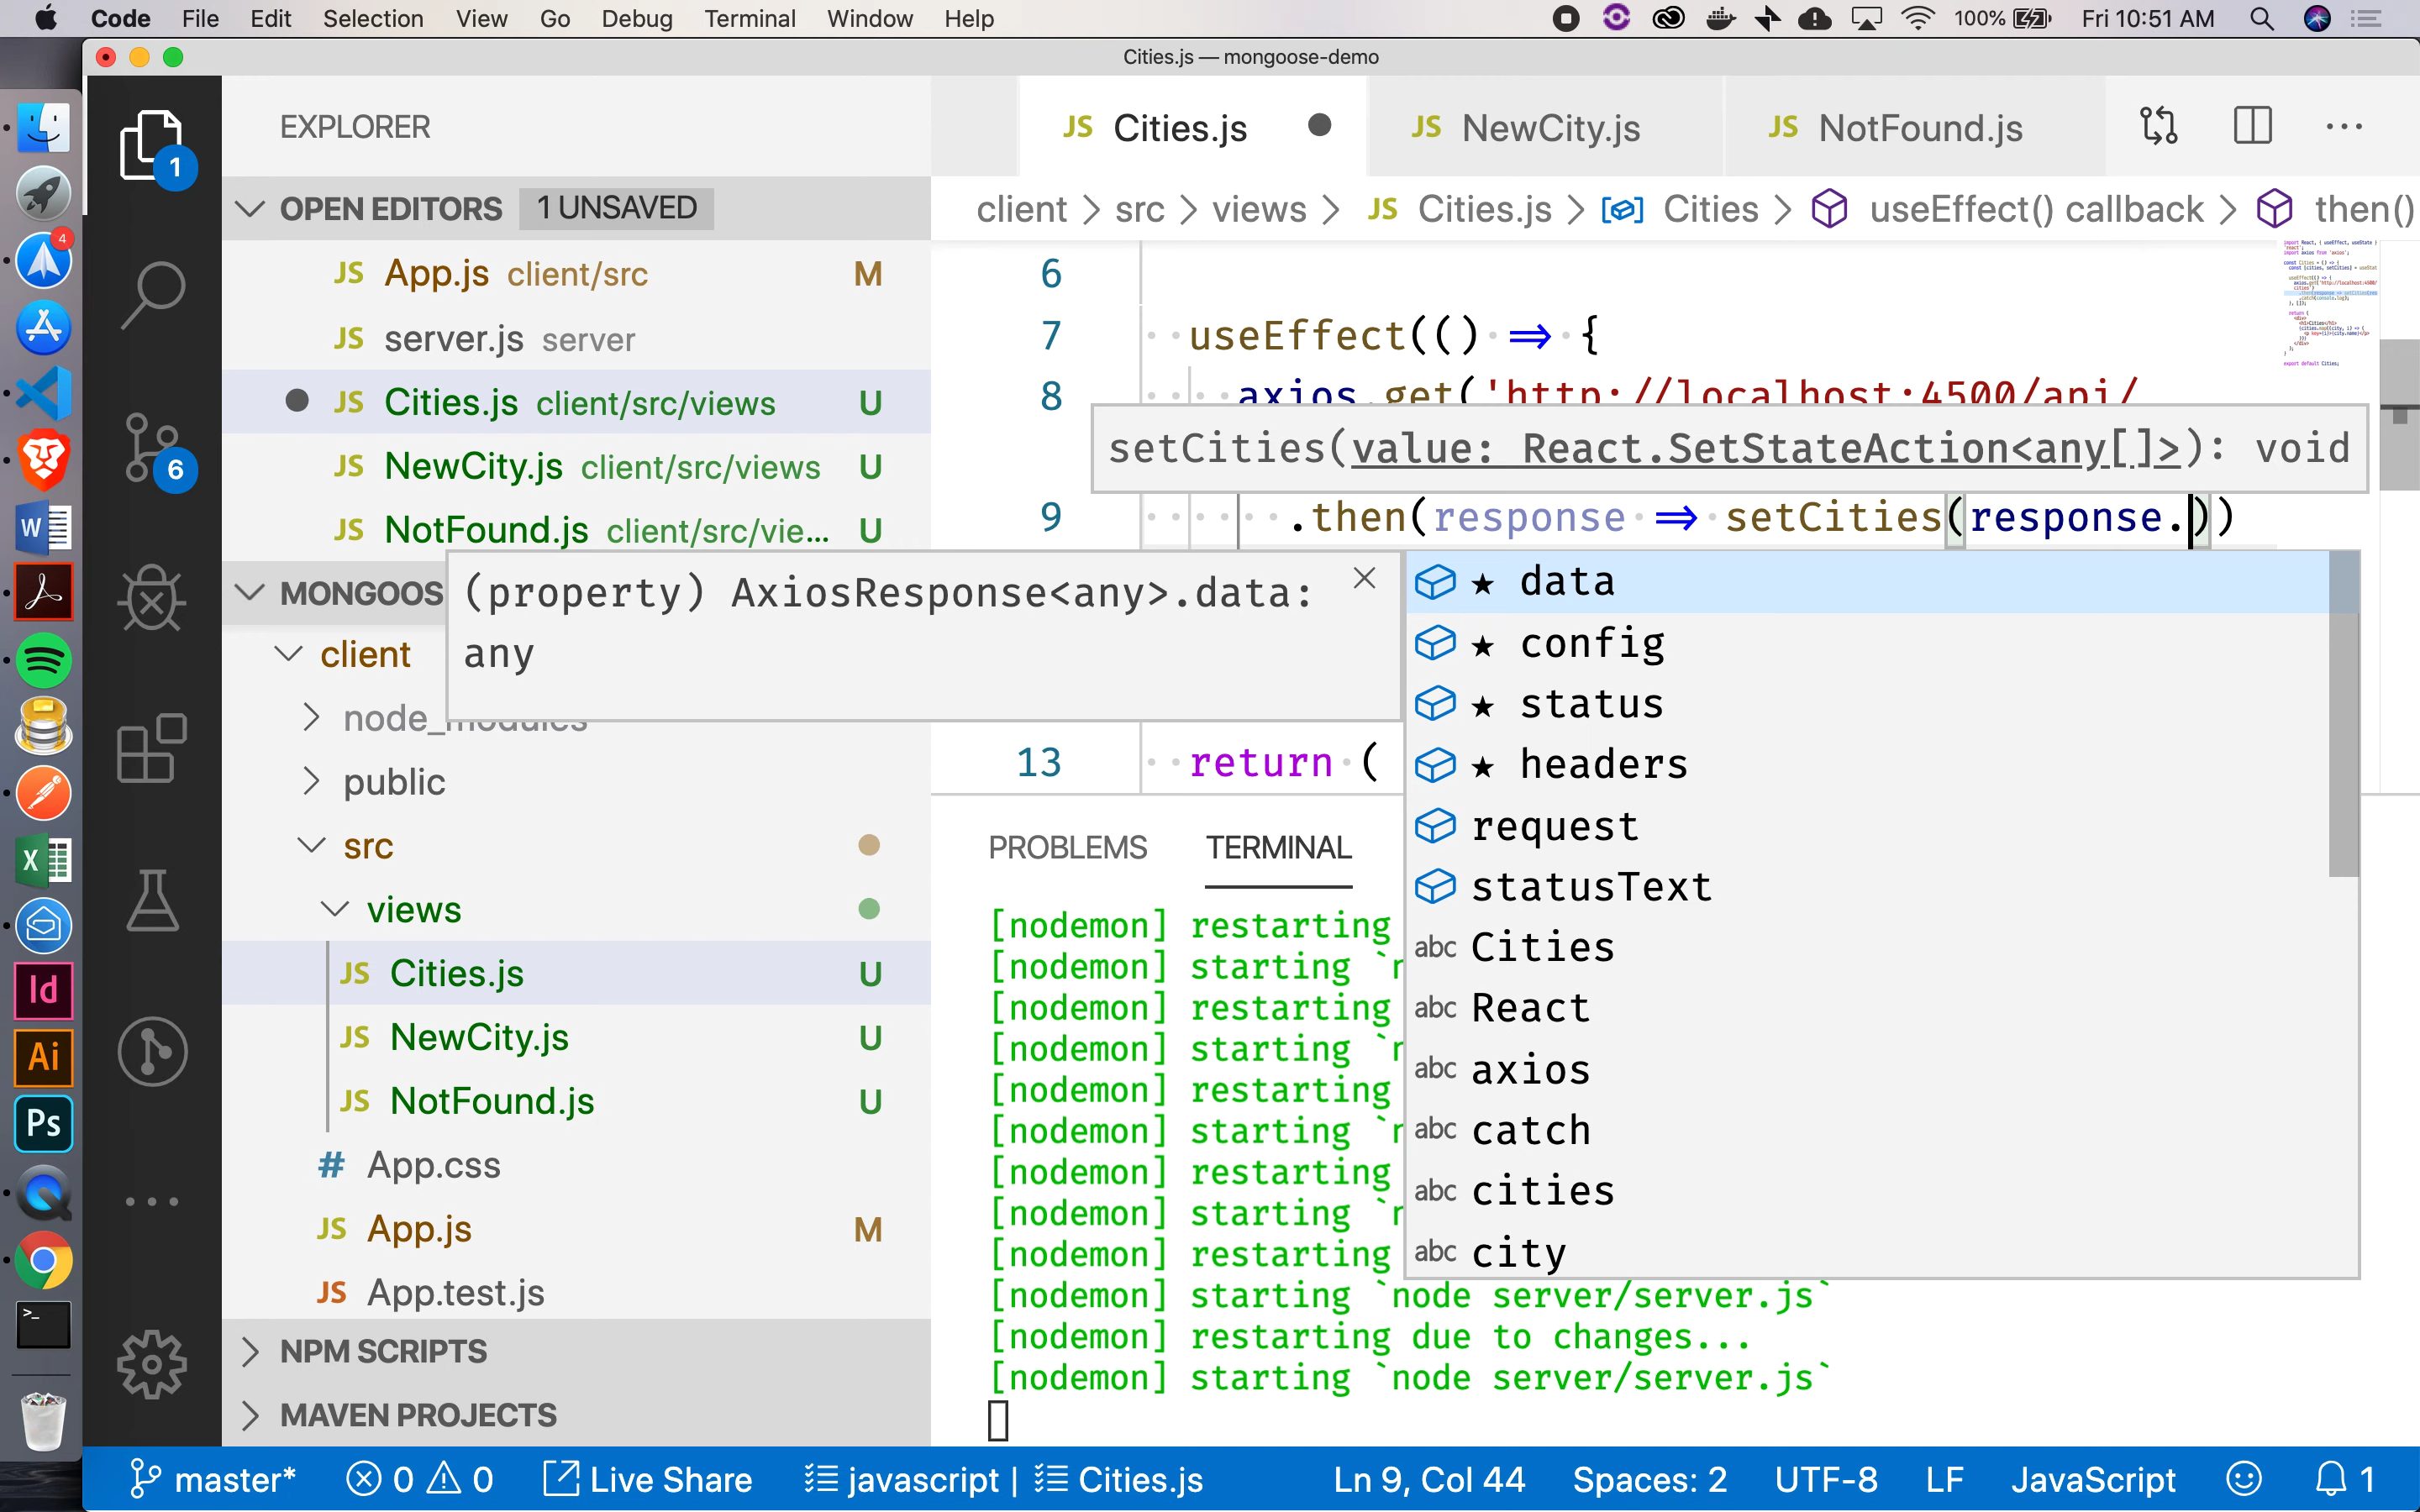 Code File Edit Selection View Go Debug Terminal Window Help 100% Fri 10:51 AM
Cities.js — mongoose-demo
EXPLORER
OPEN EDITORS 1 UNSAVED
JS App.js client/src M
JS server.js server
JS Cities.js client/src/views U
JS NewCity.js client/src/views U
JS NotFound.js client/src/vie... U
MONGOOS
client
node_modules
public
src
views
JS Cities.js U
JS NewCity.js U
JS NotFound.js U
# App.css
JS App.js M
JS App.test.js
NPM SCRIPTS
MAVEN PROJECTS
1
6
4
W
X
Id
Ai
Ps
>_
JS Cities.js JS NewCity.js JS NotFound.js ...
client > src > views > JS Cities.js > Cities > useEffect() callback > then()
6
7 useEffect(() => {
8 axios.get('http://localhost:4500/api/
setCities(value: React.SetStateAction<any[]>): void
9 .then(response => setCities(response.))
(property) AxiosResponse<any>.data:
any
★ data
★ config
★ status
★ headers
request
statusText
abc Cities
abc React
abc axios
abc catch
abc cities
abc city
13 return (
PROBLEMS TERMINAL
[nodemon] restarting
[nodemon] starting `n
[nodemon] restarting
[nodemon] starting `n
[nodemon] restarting
[nodemon] starting `n
[nodemon] restarting
[nodemon] starting `n
[nodemon] restarting
[nodemon] starting `node server/server.js`
[nodemon] restarting due to changes...
[nodemon] starting `node server/server.js`
master* 0 0 Live Share javascript | Cities.js Ln 9, Col 44 Spaces: 2 UTF-8 LF JavaScript 1